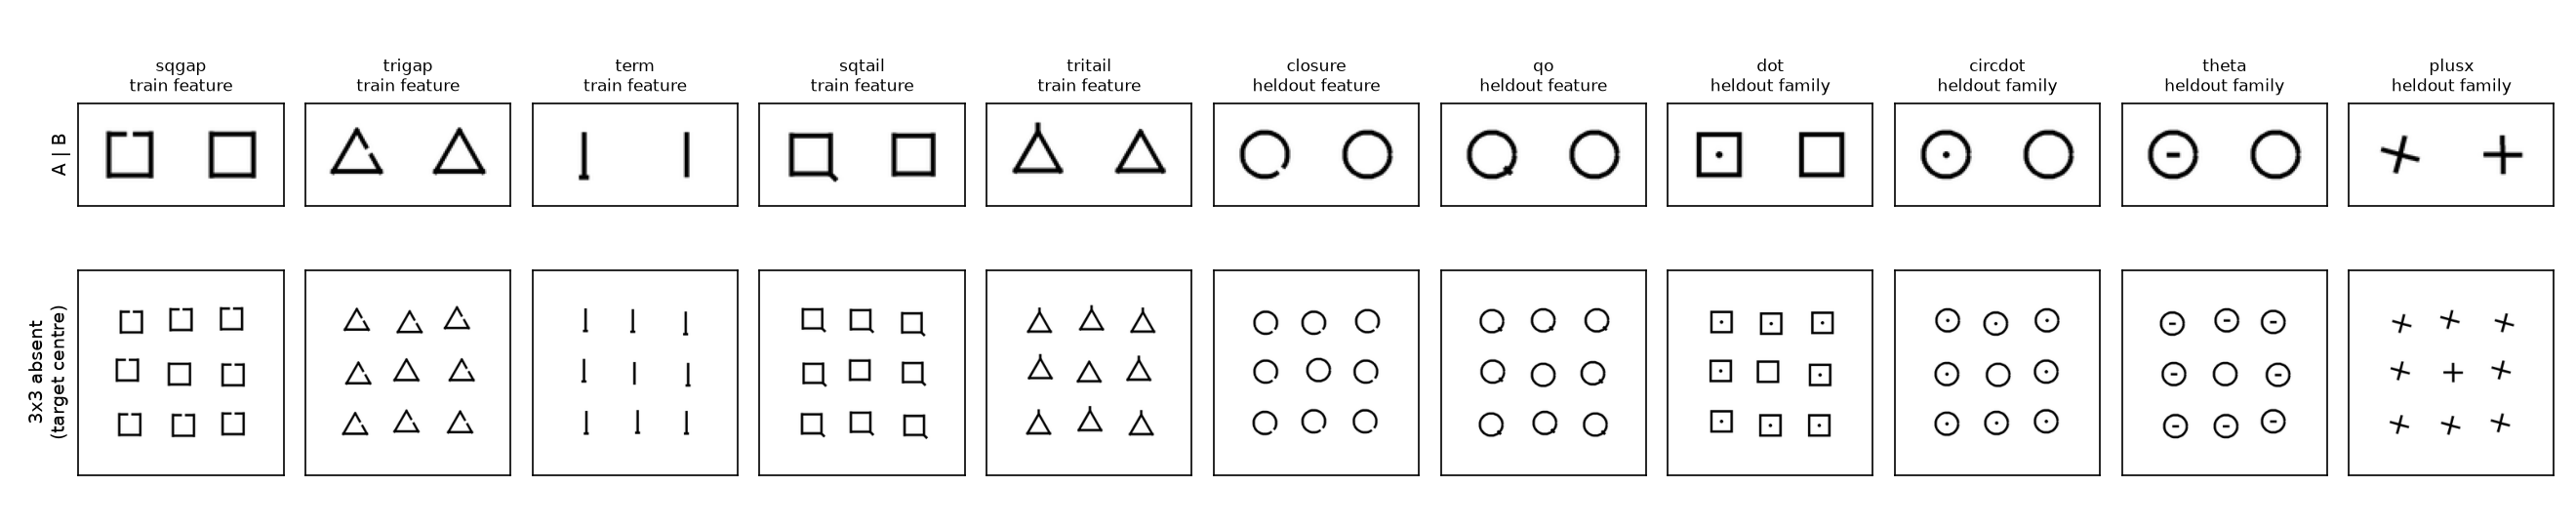 sqgap
train feature
trigap
train feature
term
train feature
sqtail
train feature
tritail
train feature
closure
heldout feature
qo
heldout feature
dot
heldout family
circdot
heldout family
theta
heldout family
plusx
heldout family
A | B
3x3 absent
(target centre)